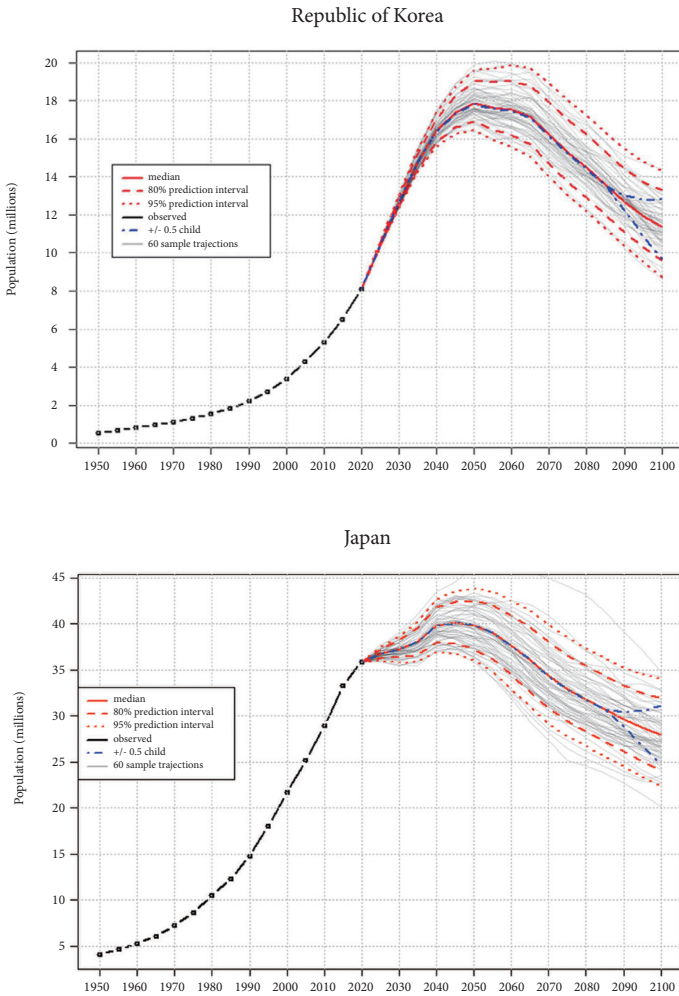 Republic of Korea
Population (millions)
20
18
16
14
12
10
8
6
4
2
0
median
80% prediction interval
95% prediction interval
observed
+/- 0.5 child
60 sample trajections
1950 1960 1970 1980 1990 2000 2010 2020 2030 2040 2050 2060 2070 2080 2090 2100
Japan
Population (millions)
45
40
35
30
25
20
15
10
5
median
80% prediction interval
95% prediction interval
observed
+/- 0.5 child
60 sample trajections
1950 1960 1970 1980 1990 2000 2010 2020 2030 2040 2050 2060 2070 2080 2090 2100